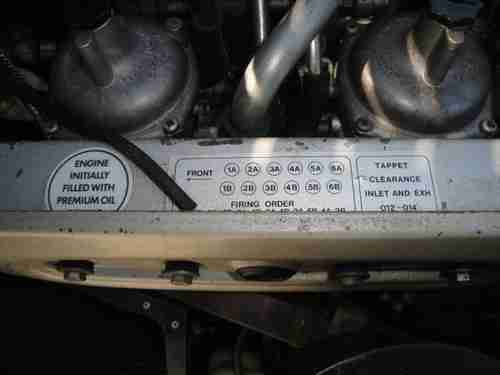 ENGINE
INITIALLY
FILLED WITH
PREMIUM OIL
FRONT 1A 2A 3A 4A 5A 6A
1B 2B 3B 4B 5B 6B
FIRING ORDER
TAPPET
CLEARANCE
INLET AND EXH
.012-.014